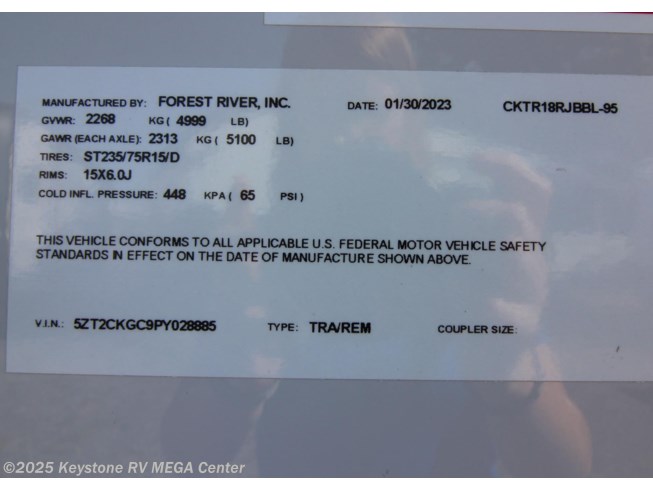 MANUFACTURED BY: FOREST RIVER, INC. DATE: 01/30/2023 CKTR18RJBBL-95
GVWR: 2268 KG ( 4999 LB)
GAWR (EACH AXLE): 2313 KG ( 5100 LB)
TIRES: ST235/75R15/D
RIMS: 15X6.0J
COLD INFL. PRESSURE: 448 KPA ( 65 PSI )
THIS VEHICLE CONFORMS TO ALL APPLICABLE U.S. FEDERAL MOTOR VEHICLE SAFETY
STANDARDS IN EFFECT ON THE DATE OF MANUFACTURE SHOWN ABOVE.
V.I.N.: 5ZT2CKGC9PY028885 TYPE: TRA/REM COUPLER SIZE:
©2025 Keystone RV MEGA Center